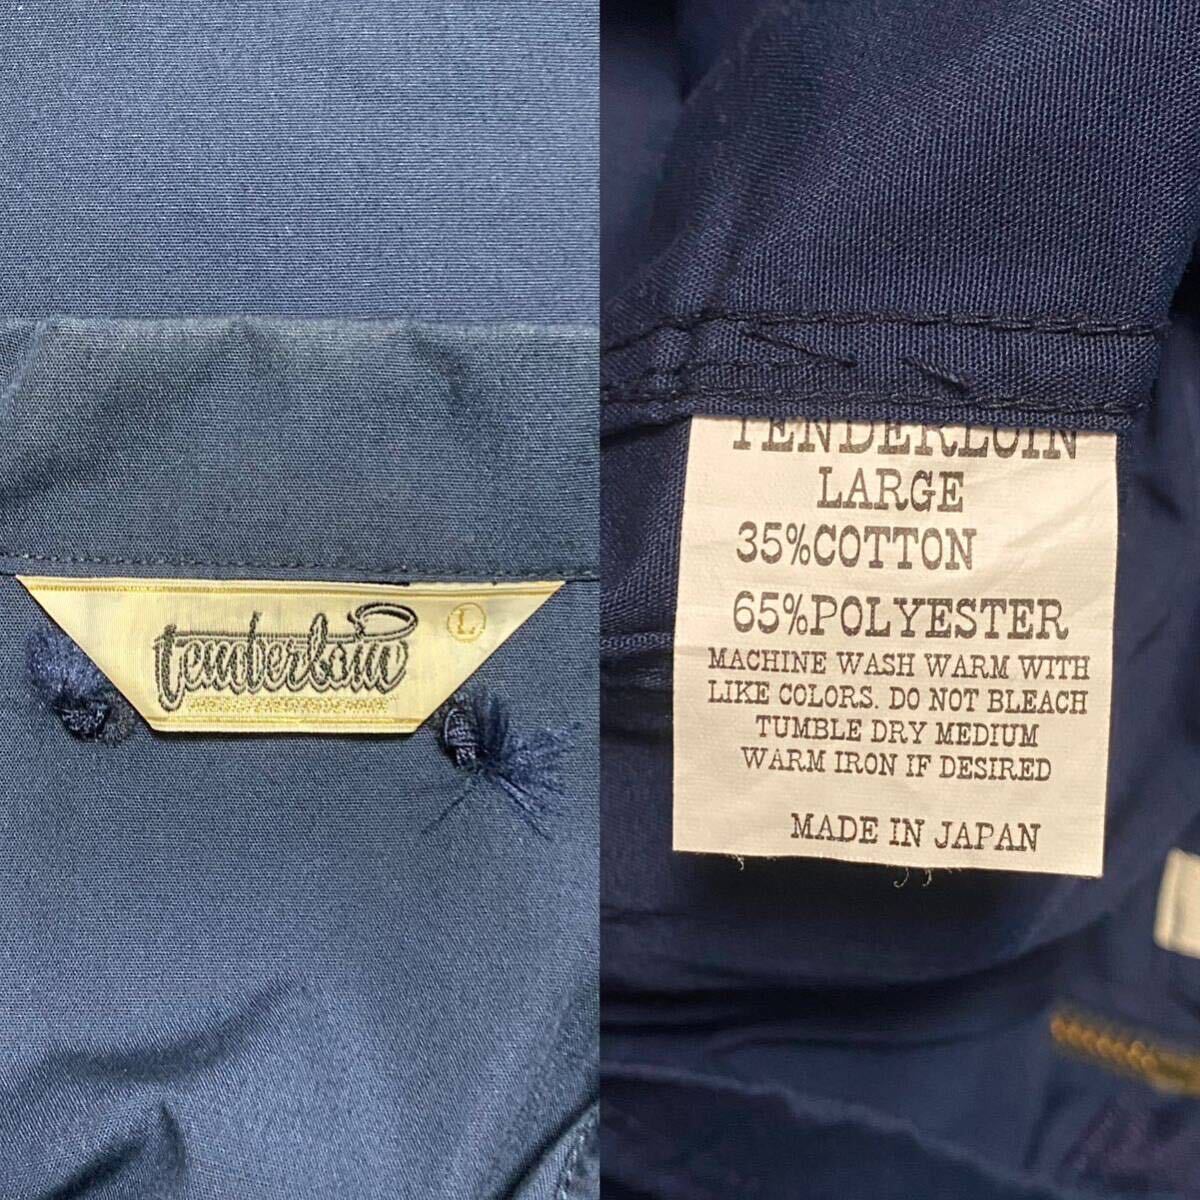 tenderloin
L
TENDERLOIN
LARGE
35%COTTON
65%POLYESTER
MACHINE WASH WARM WITH
LIKE COLORS. DO NOT BLEACH
TUMBLE DRY MEDIUM
WARM IRON IF DESIRED
MADE IN JAPAN